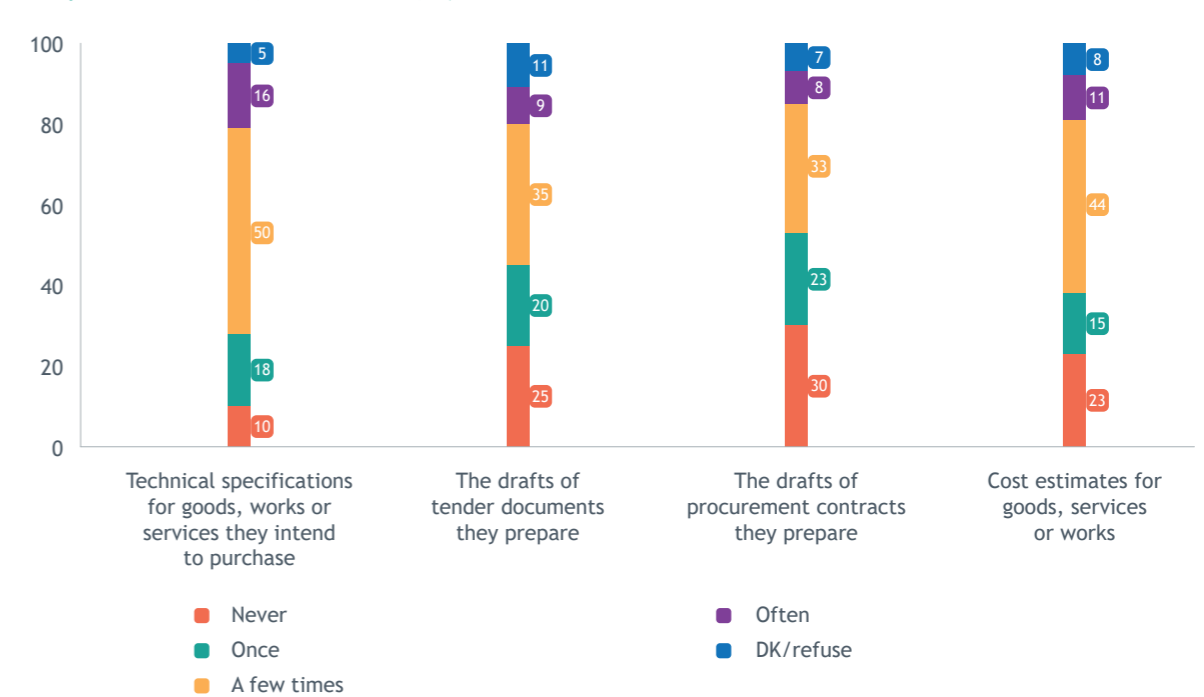 100
80
60
40
20
0
5
16
50
18
10
11
9
35
20
25
7
8
33
23
30
8
11
44
15
23
Technical specifications
for goods, works or
services they intend
to purchase
The drafts of
tender documents
they prepare
The drafts of
procurement contracts
they prepare
Cost estimates for
goods, services
or works
Never
Once
A few times
Often
DK/refuse